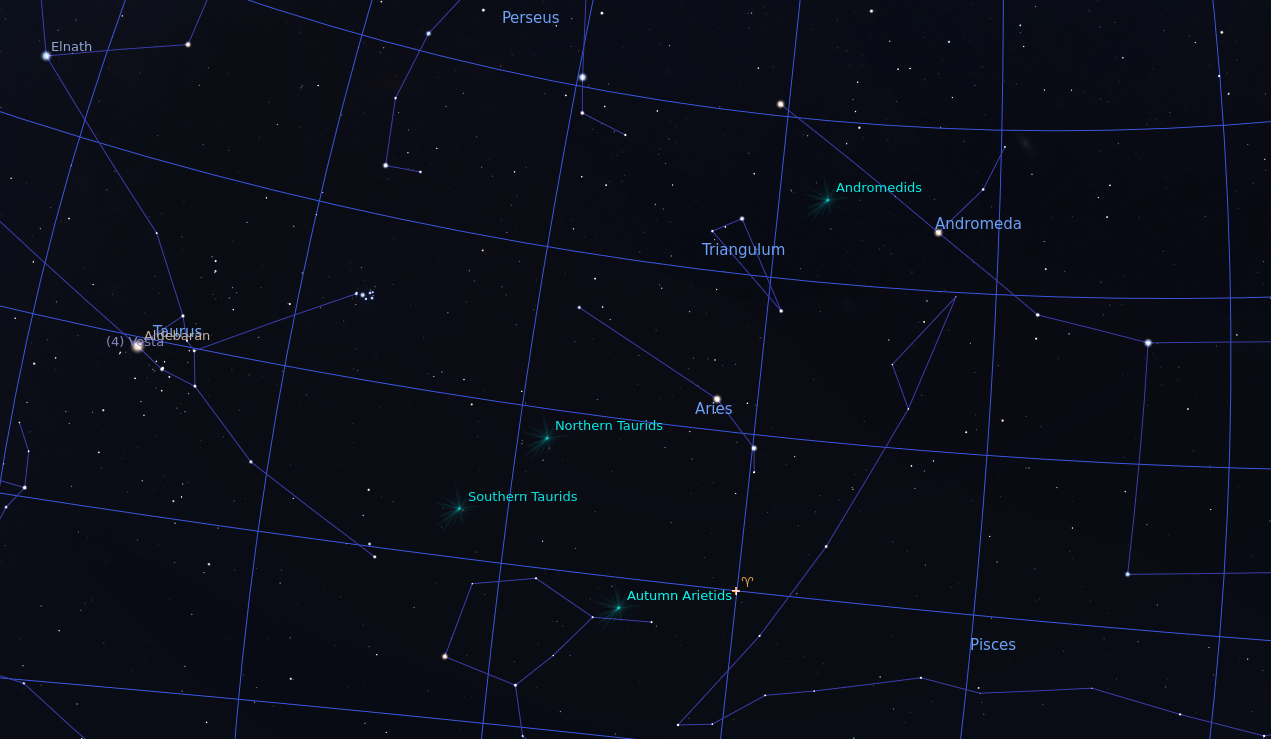 Perseus
Elnath
Andromedids
Andromeda
Triangulum
Taurus
Aldebaran
(4) Vesta
Aries
Northern Taurids
Southern Taurids
♈
Autumn Arietids
Pisces